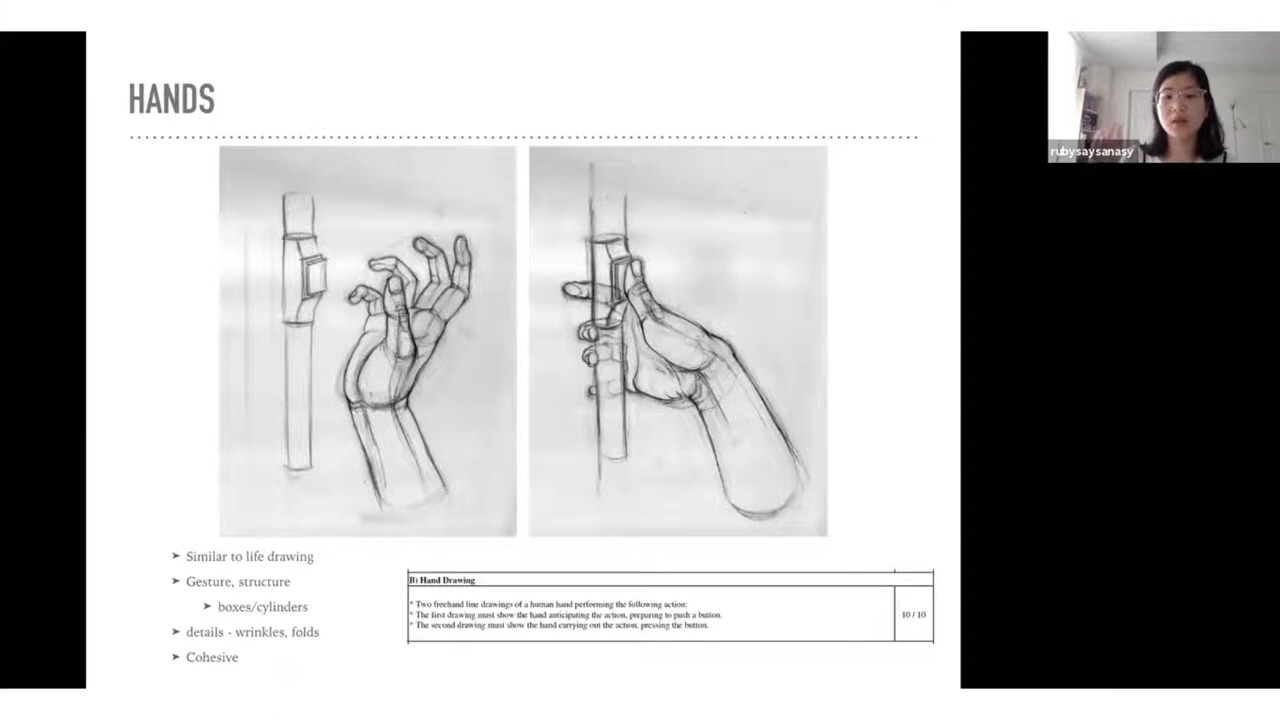 HANDS
rubysaysanasy
➤ Similar to life drawing
➤ Gesture, structure
➤ boxes/cylinders
➤ details - wrinkles, folds
➤ Cohesive
B) Hand Drawing
* Two freehand line drawings of a human hand performing the following action:
* The first drawing must show the hand anticipating the action, preparing to push a button.
* The second drawing must show the hand carrying out the action, pressing the button.
10 / 10